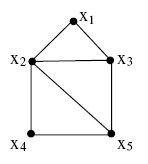 x₁
x₂ x₃
x₄ x₅